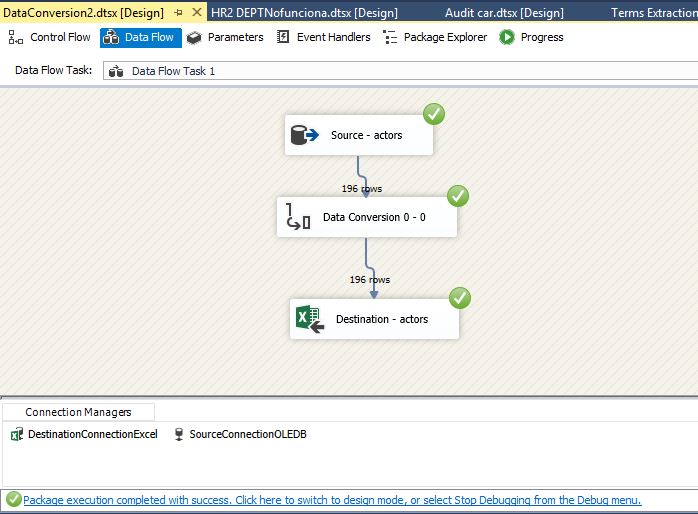 DataConversion2.dtsx [Design] HR2 DEPTNofunciona.dtsx [Design] Audit car.dtsx [Design] Terms Extraction
Control Flow Data Flow Parameters Event Handlers Package Explorer Progress
Data Flow Task: Data Flow Task 1
Source - actors
196 rows
Data Conversion 0 - 0
196 rows
Destination - actors
Connection Managers
DestinationConnectionExcel SourceConnectionOLEDB
Package execution completed with success. Click here to switch to design mode, or select Stop Debugging from the Debug menu.